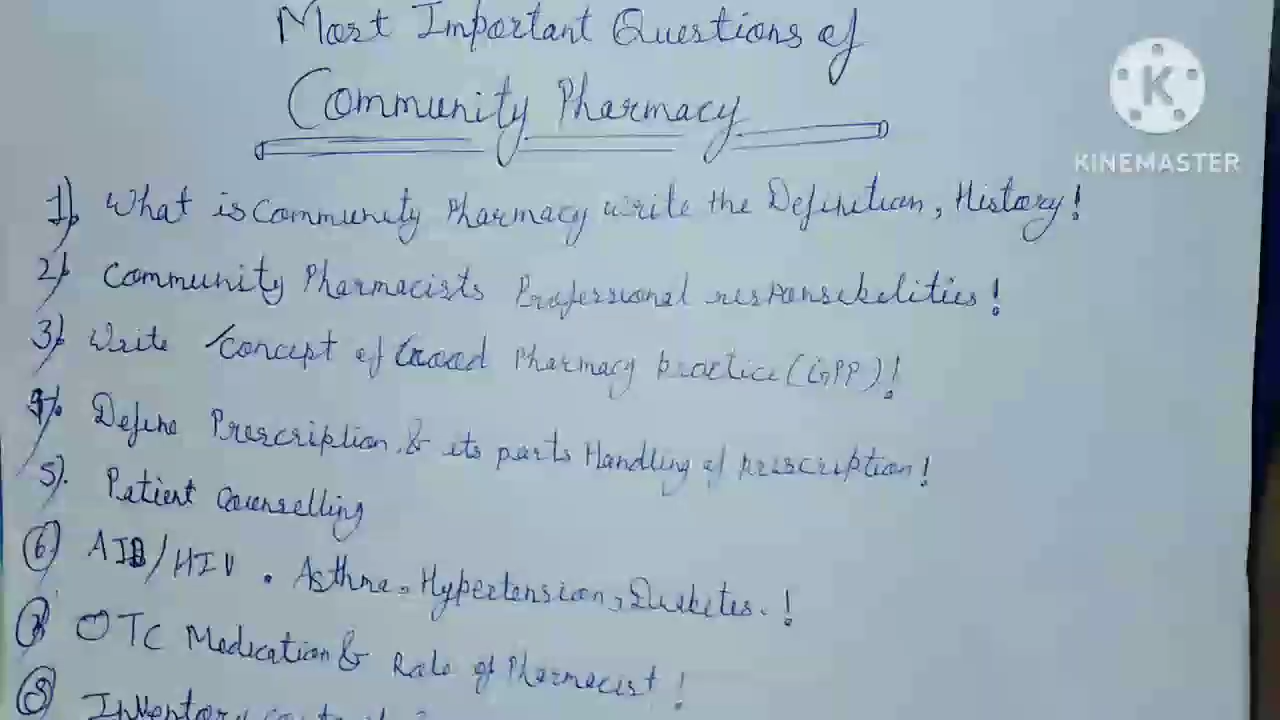 Most Important Questions of
Community Pharmacy
K
KINEMASTER
1) What is Community Pharmacy write the Definition, History!
2) Community Pharmacists Professional responsibilities!
3) Write Concept of Good Pharmacy practice (GPP)!
4) Define Prescription & its parts Handling of prescription!
5). Patient Counselling
6) AID/HIV. Asthma, Hypertension, Diabetes.!
7) OTC Medication & Role of Pharmacist!
8) Inventory